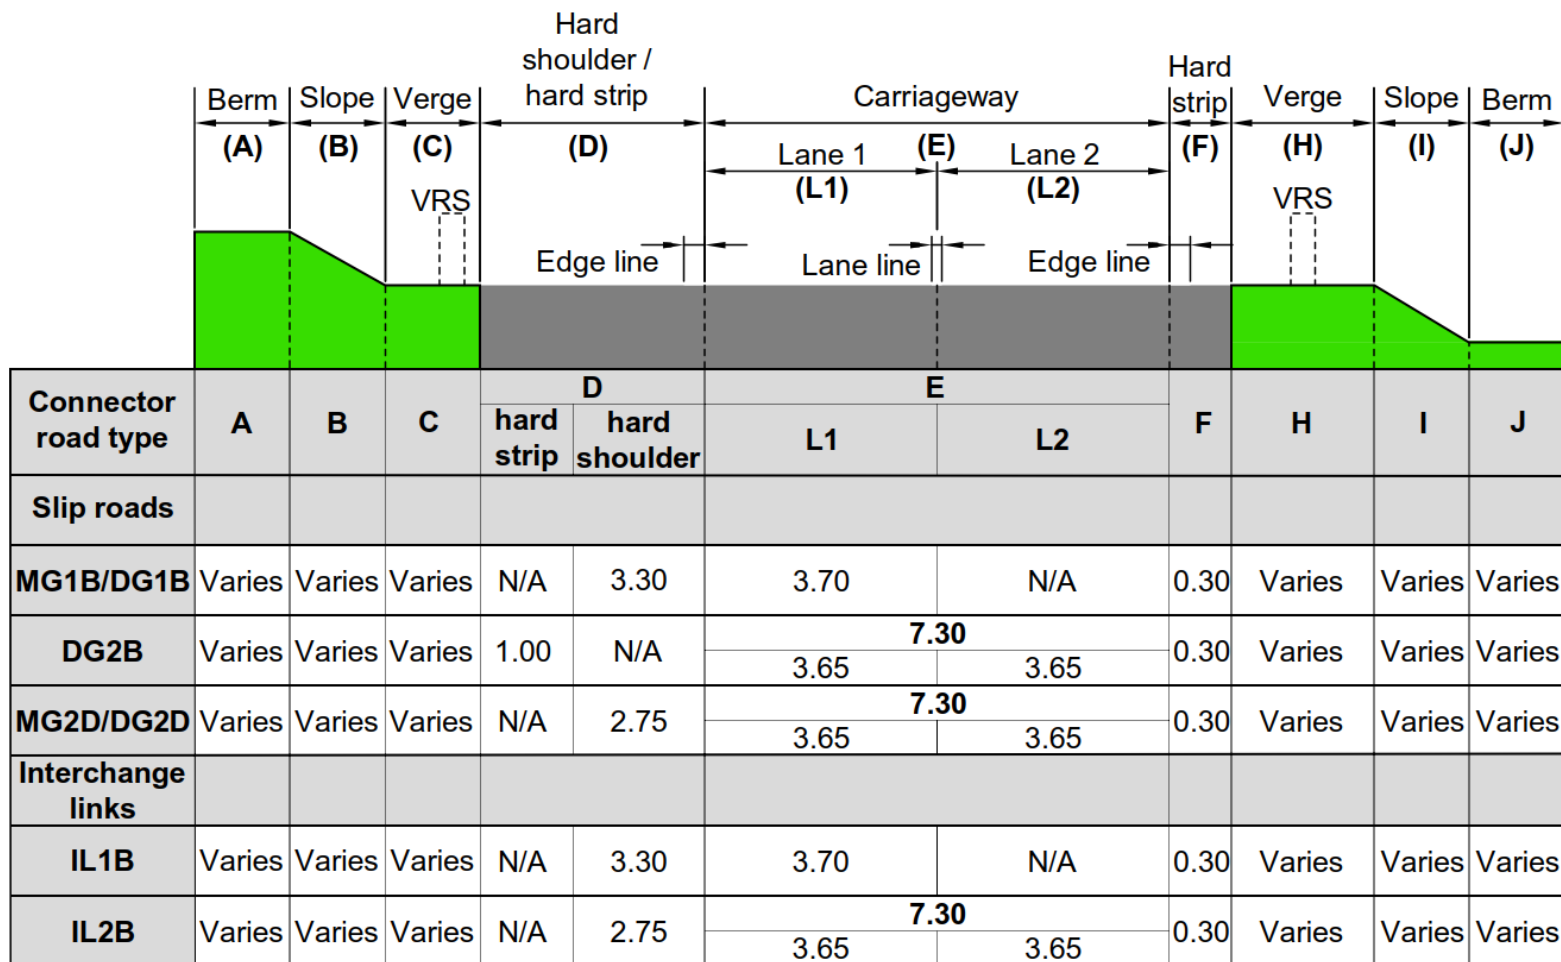 Hard
shoulder /
hard strip
Hard
strip
Berm Slope Verge Carriageway Verge Slope Berm
(A) (B) (C) (D) (E) (F) (H) (I) (J)
Lane 1 Lane 2
(L1) (L2)
VRS VRS
Edge line Lane line Edge line
Connector
road type
A B C D E F H I J
hard
strip
hard
shoulder
L1 L2
Slip roads
MG1B/DG1B Varies Varies Varies N/A 3.30 3.70 N/A 0.30 Varies Varies Varies
DG2B Varies Varies Varies 1.00 N/A 7.30 0.30 Varies Varies Varies
3.65 3.65
MG2D/DG2D Varies Varies Varies N/A 2.75 7.30 0.30 Varies Varies Varies
3.65 3.65
Interchange
links
IL1B Varies Varies Varies N/A 3.30 3.70 N/A 0.30 Varies Varies Varies
IL2B Varies Varies Varies N/A 2.75 7.30 0.30 Varies Varies Varies
3.65 3.65